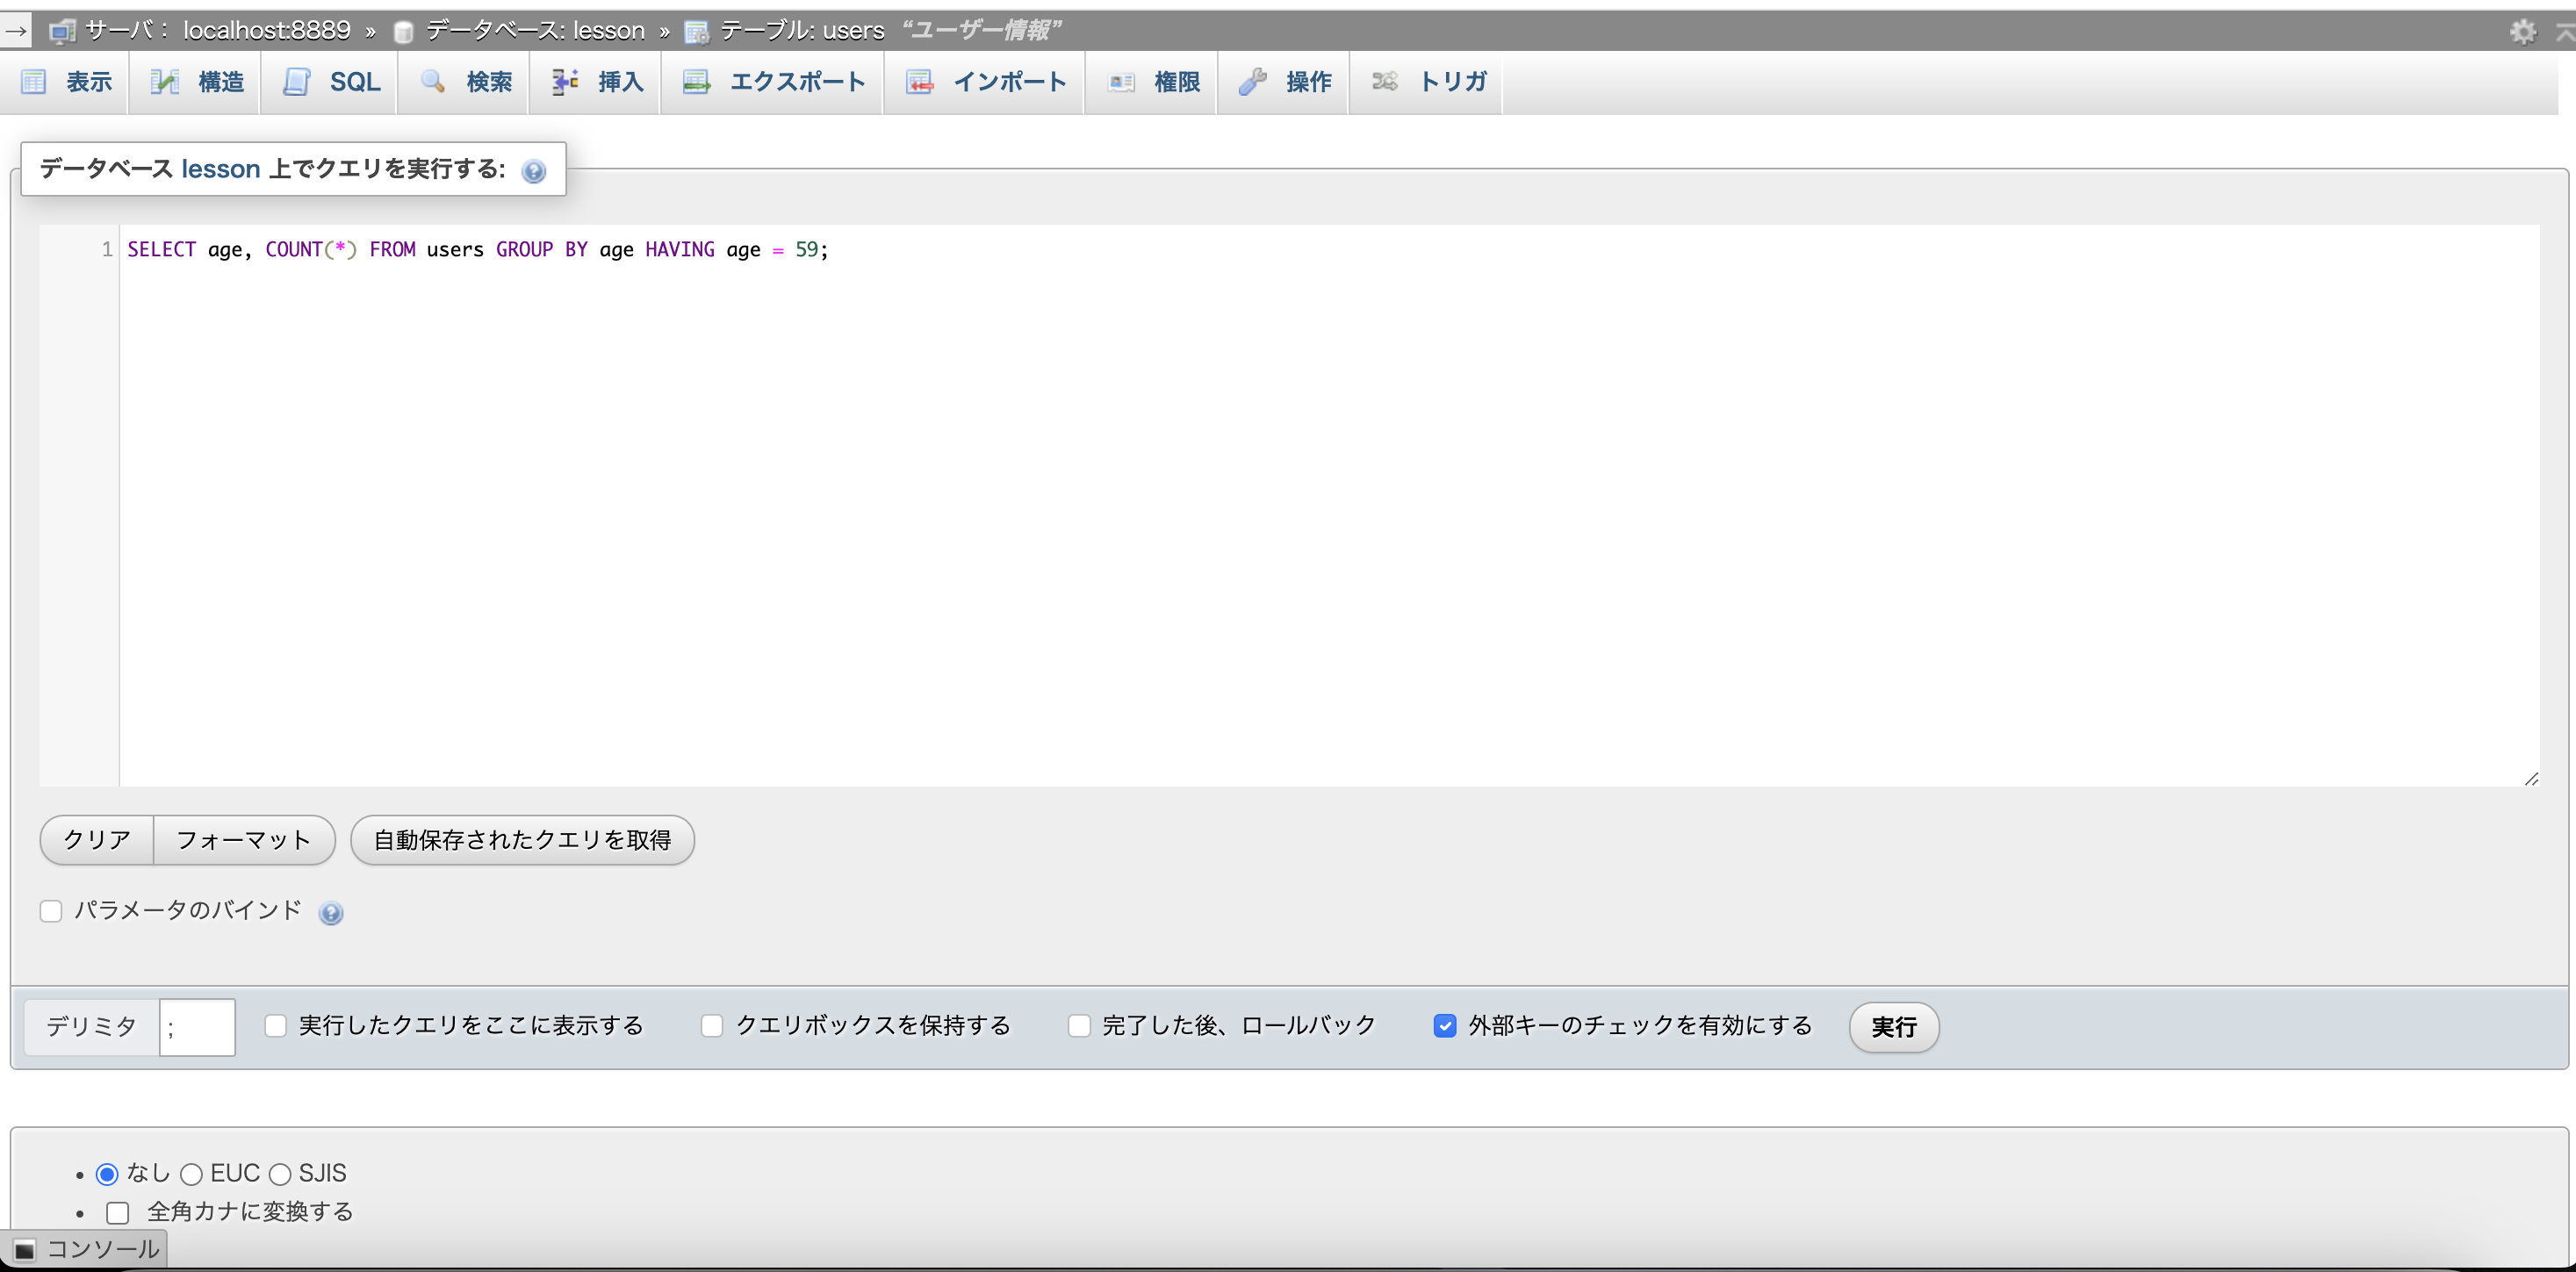 → サーバ： localhost:8889 » データベース: lesson » テーブル: users “ユーザー情報”
表示 構造 SQL 検索 挿入 エクスポート インポート 権限 操作 トリガ
データベース lesson 上でクエリを実行する:
1 SELECT age, COUNT(*) FROM users GROUP BY age HAVING age = 59;
クリア フォーマット 自動保存されたクエリを取得
パラメータのバインド
デリミタ ; 実行したクエリをここに表示する クエリボックスを保持する 完了した後、ロールバック 外部キーのチェックを有効にする 実行
なし EUC SJIS
全角カナに変換する
コンソール